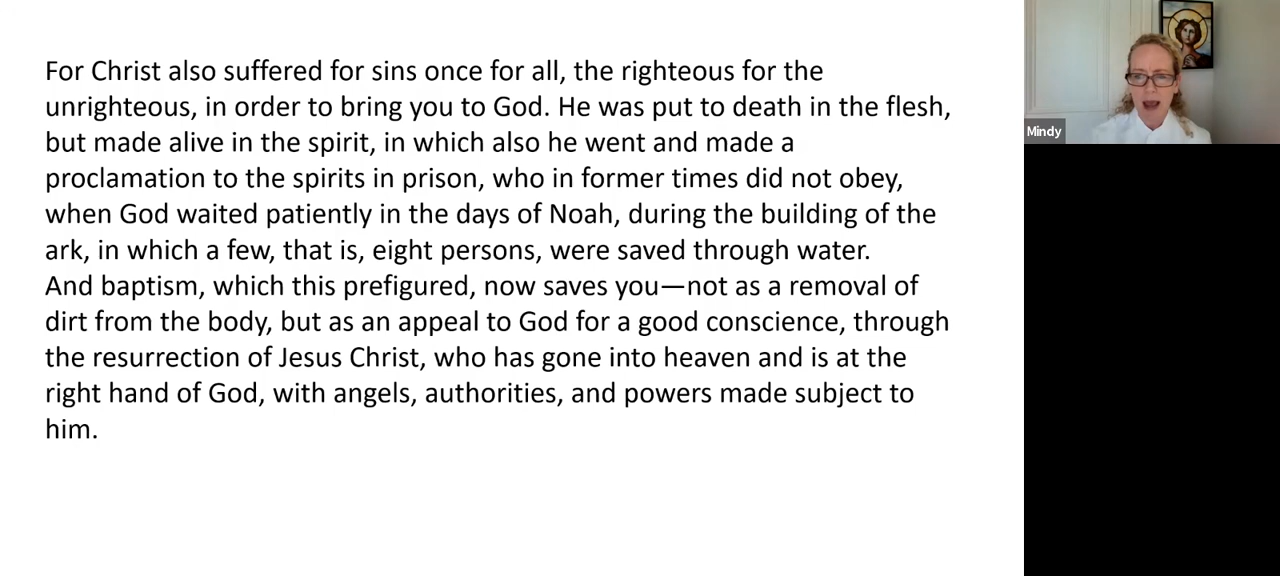 For Christ also suffered for sins once for all, the righteous for the
unrighteous, in order to bring you to God. He was put to death in the flesh,
but made alive in the spirit, in which also he went and made a
proclamation to the spirits in prison, who in former times did not obey,
when God waited patiently in the days of Noah, during the building of the
ark, in which a few, that is, eight persons, were saved through water.
And baptism, which this prefigured, now saves you—not as a removal of
dirt from the body, but as an appeal to God for a good conscience, through
the resurrection of Jesus Christ, who has gone into heaven and is at the
right hand of God, with angels, authorities, and powers made subject to
him.
Mindy